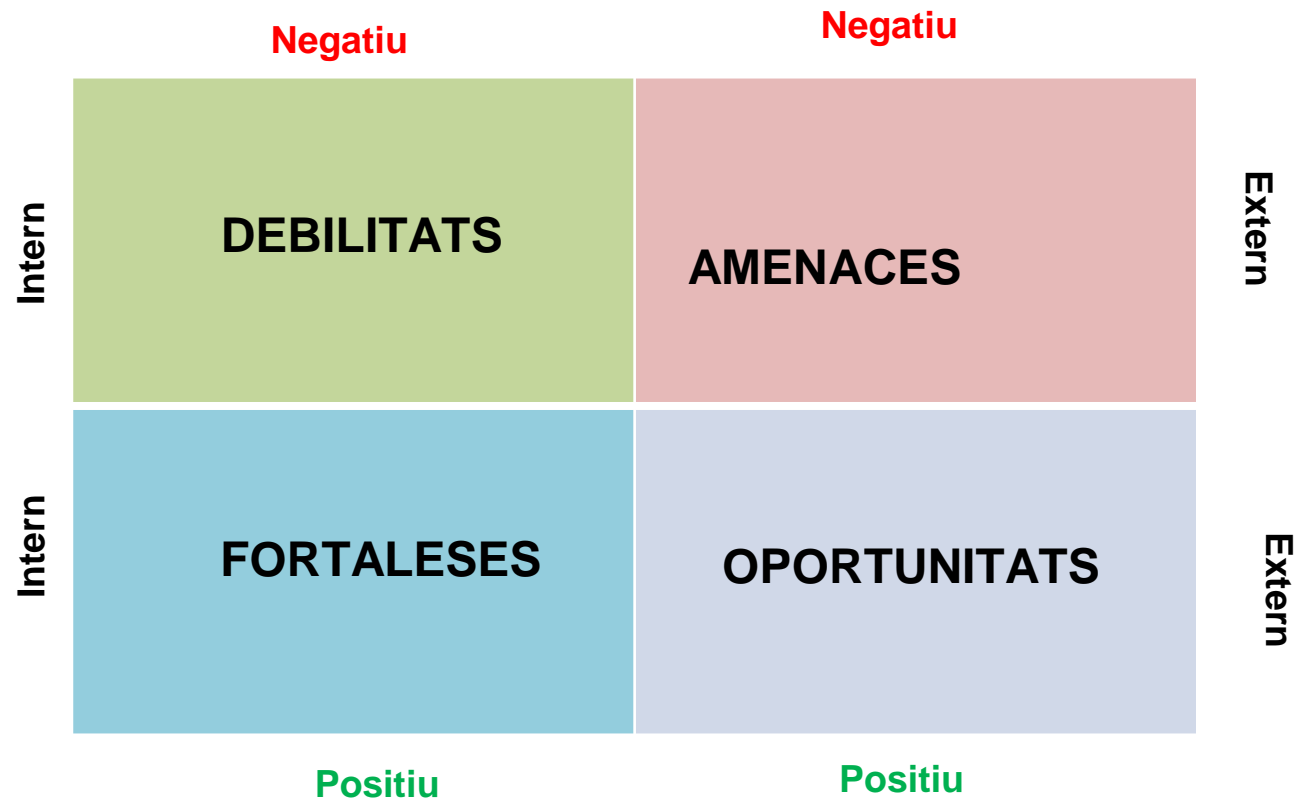 Negatiu
Negatiu
Intern
DEBILITATS
AMENACES
Extern
Intern
FORTALESES
OPORTUNITATS
Extern
Positiu
Positiu